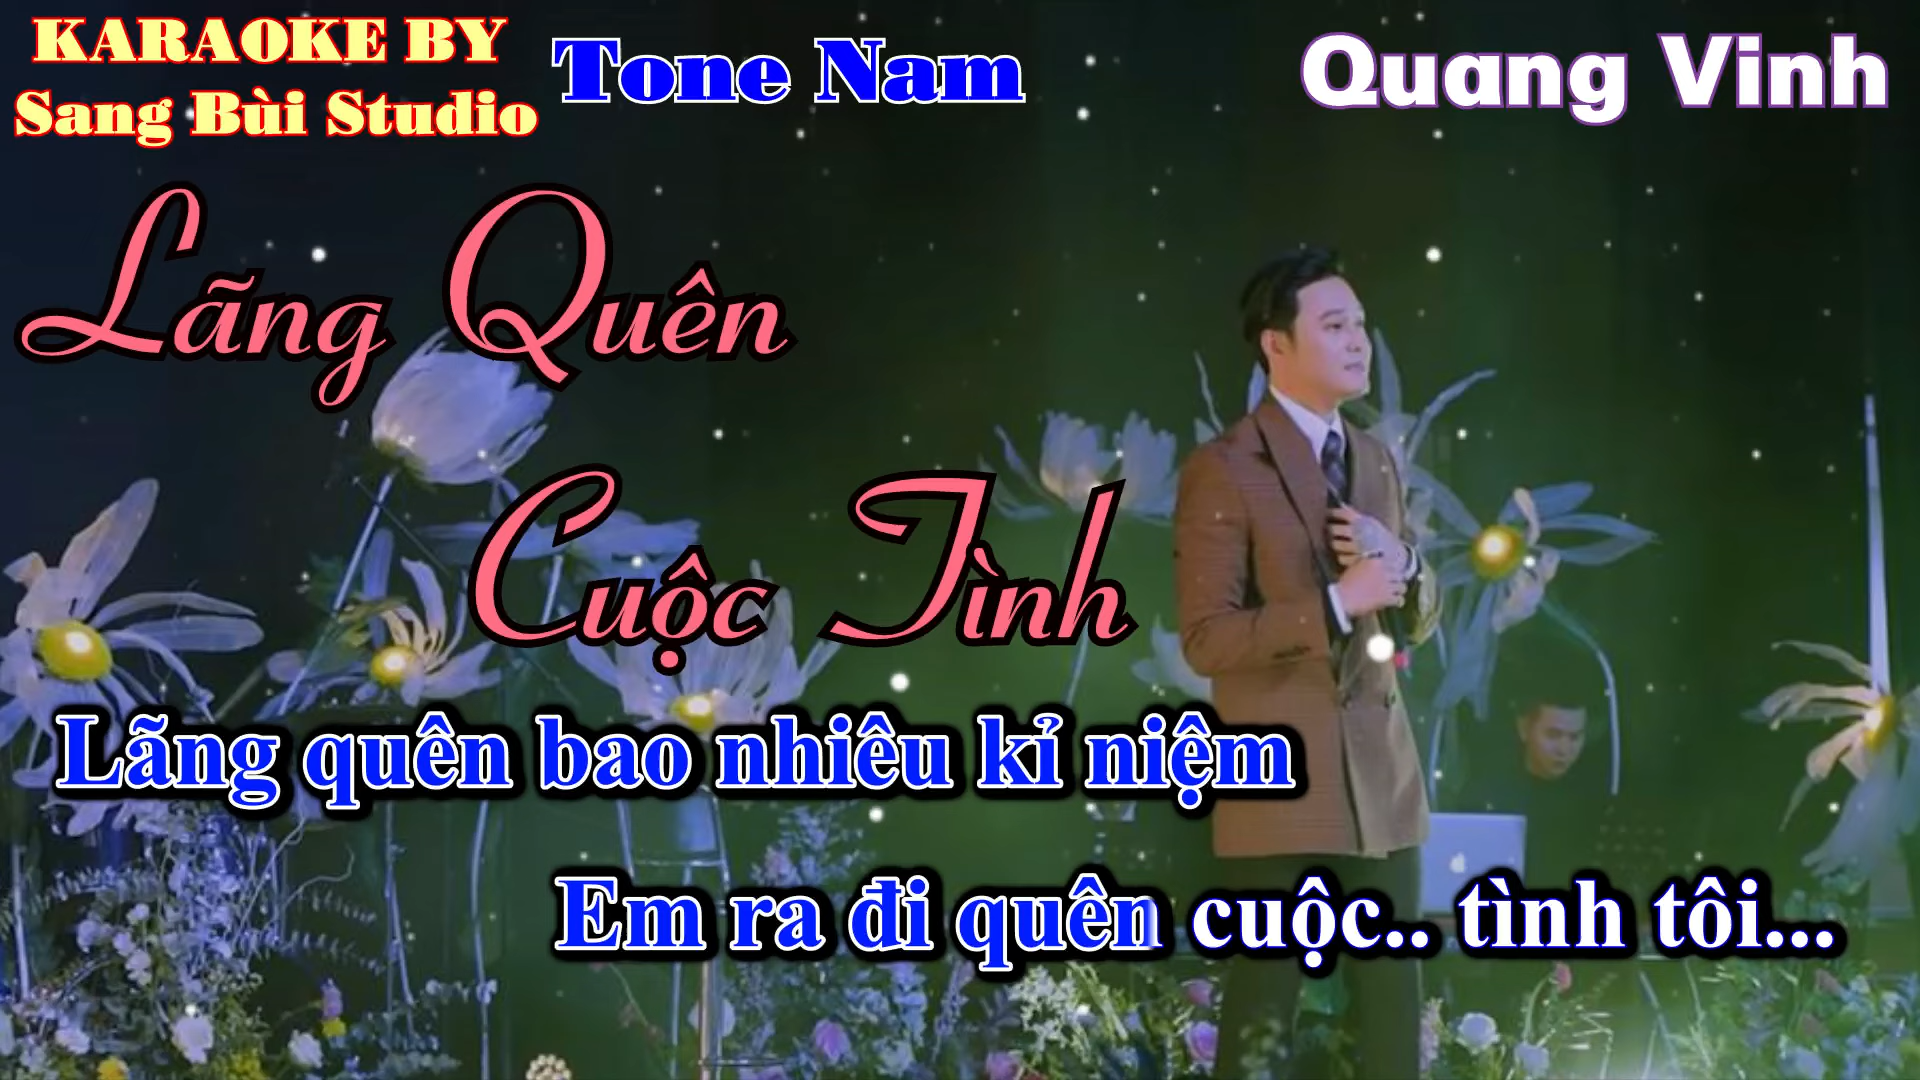 KARAOKE BY
Sang Bùi Studio
Tone Nam
Quang Vinh
Lãng Quên
Cuộc Tình
Lãng quên bao nhiêu kỉ niệm
Em ra đi quên cuộc.. tình tôi...